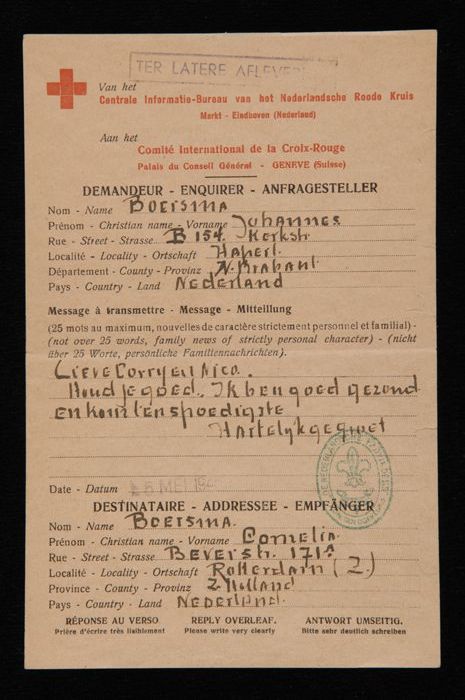 TER LATERE AFLEVER
Van het
Centrale Informatie-Bureau van het Nederlandsche Roode Kruis
Markt - Eindhoven (Nederland)
Aan het
Comité International de la Croix-Rouge
Palais du Conseil Général - GENEVE (Suisse)
DEMANDEUR - ENQUIRER - ANFRAGESTELLER
Nom - Name BOERSMA
Prénom - Christian name - Vorname Johannes
Rue - Street - Strasse B 154 Kerkstr.
Localité - Locality - Ortschaft Hapert.
Département - County - Provinz N. Brabant
Pays - Country - Land Nederland
Message à transmettre - Message - Mitteilung
(25 mots au maximum, nouvelles de caractère strictement personnel et familial) -
(not over 25 words, family news of strictly personal character) - (nicht
über 25 Worte, persönliche Familiennachrichten).
Lieve Corry en Nico.
Houd je goed. Ik ben goed gezond
en kom ten spoedigste
Hartelijk gegroet
Date - Datum 5 MEI 194
DESTINATAIRE - ADDRESSEE - EMPFÄNGER
Nom - Name Boersma.
Prénom - Christian name - Vorname Cornelia
Rue - Street - Strasse Beverstr. 171A
Localité - Locality - Ortschaft Rotterdam (Z.)
Province - County - Provinz Z. Holland
Pays - Country - Land Nederland.
RÉPONSE AU VERSO REPLY OVERLEAF. ANTWORT UMSEITIG.
Prière d'écrire très lisiblement Please write very clearly Bitte sehr deutlich schreiben